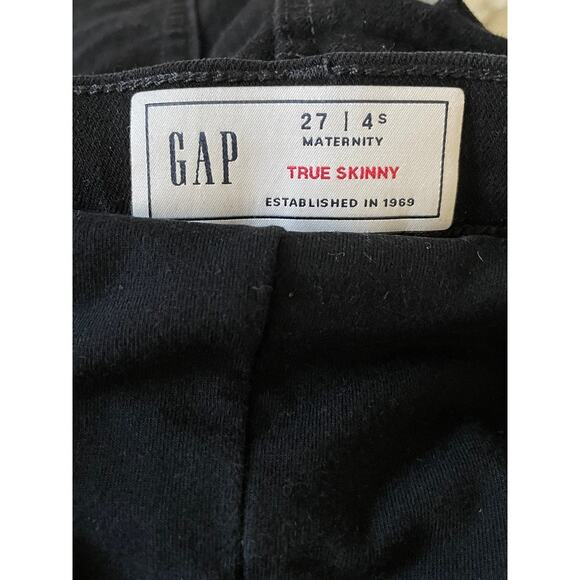 GAP
27 | 4S
MATERNITY
TRUE SKINNY
ESTABLISHED IN 1969